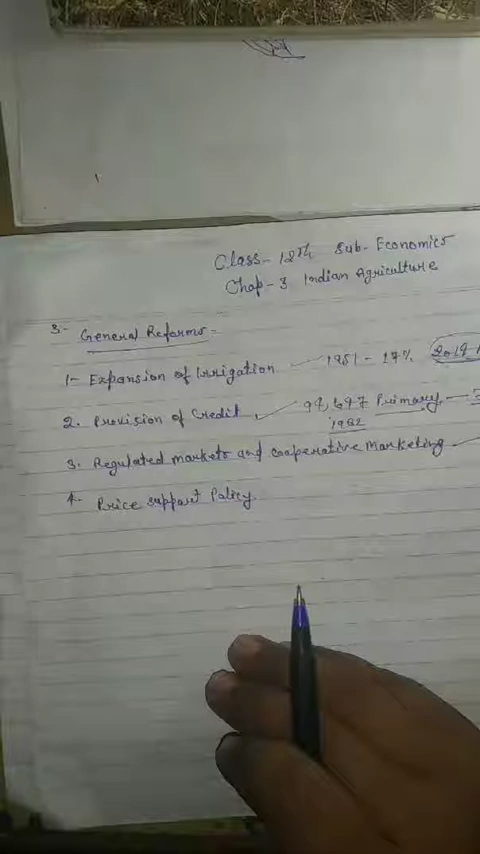 Class- 12th Sub- Economics
Chap-3 Indian Agriculture
3- General Reforms-
1- Expansion of Irrigation 1951 - 17%
2. Provision of Credit Primary
1982
3. Regulated markets and cooperative Marketing
4- Price support Policy.